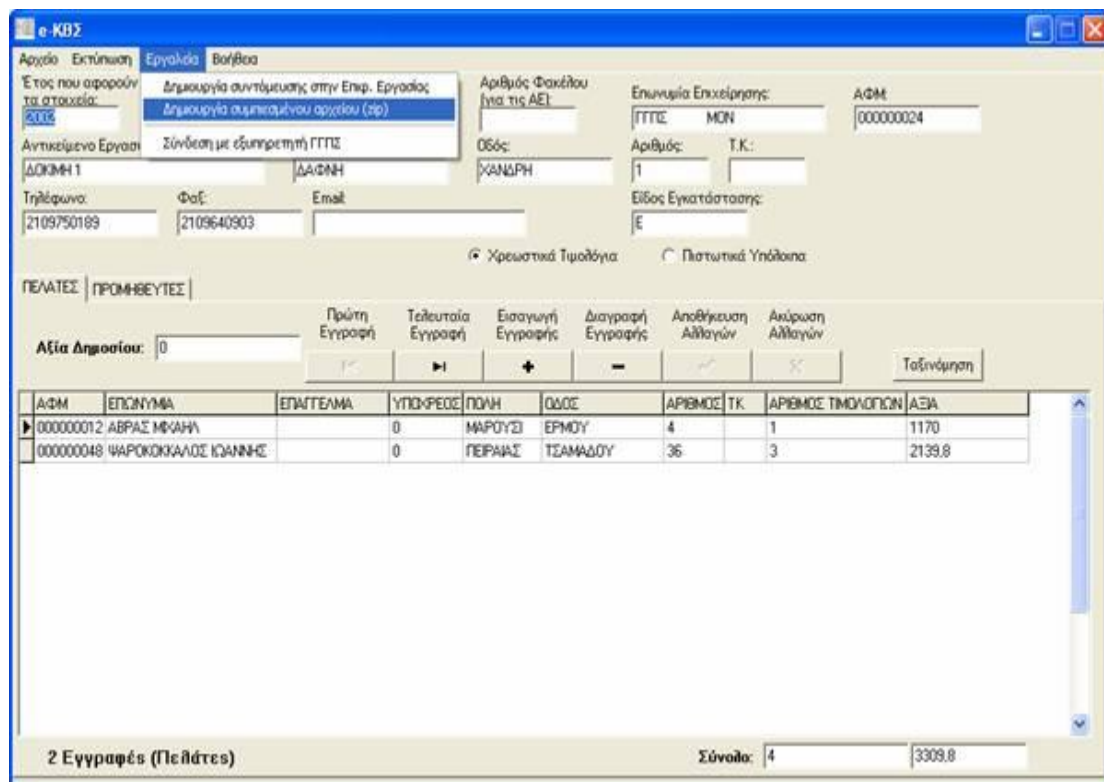 e-ΚΒΣ
Αρχείο Εκτύπωση Εργαλεία Βοήθεια
Δημιουργία συντόμευσης στην Επιφ. Εργασίας
Δημιουργία συμπιεσμένου αρχείου (zip)
Σύνδεση με εξυπηρετητή ΓΓΠΣ
Έτος που αφορούν
τα στοιχεία:
2002
Αριθμός Φακέλου
(για τις ΑΕ):
Επωνυμία Επιχείρησης:
ΓΓΠΣ ΜΟΝ
ΑΦΜ:
000000024
Αντικείμενο Εργασ
Οδός:
Αριθμός:
Τ.Κ.:
ΔΟΚΙΜΗ 1
ΔΑΦΝΗ
ΧΑΝΔΡΗ
1
Τηλέφωνο:
Φαξ:
Email:
Είδος Εγκατάστασης:
2109750189
2109640903
Ε
Χρεωστικά Τιμολόγια
Πιστωτικά Υπόλοιπα
ΠΕΛΑΤΕΣ
ΠΡΟΜΗΘΕΥΤΕΣ
Αξία Δημοσίου: 0
Πρώτη
Εγγραφή
Τελευταία
Εγγραφή
Εισαγωγή
Εγγραφής
Διαγραφή
Εγγραφής
Αποθήκευση
Αλλαγών
Ακύρωση
Αλλαγών
Ταξινόμηση
ΑΦΜ ΕΠΩΝΥΜΙΑ ΕΠΑΓΓΕΛΜΑ ΥΠΟΧΡΕΟΣ ΠΟΛΗ ΟΔΟΣ ΑΡΙΘΜΟΣ ΤΚ ΑΡΙΘΜΟΣ ΤΙΜΟΛΟΓΙΩΝ ΑΞΙΑ
000000012 ΑΒΡΑΣ ΜΙΧΑΗΛ 0 ΜΑΡΟΥΣΙ ΕΡΜΟΥ 4 1 1170
000000048 ΨΑΡΟΚΟΚΚΑΛΟΣ ΙΩΑΝΝΗΣ 0 ΠΕΙΡΑΙΑΣ ΤΣΑΜΑΔΟΥ 36 3 2139,8
2 Εγγραφές (Πελάτες)
Σύνολο: 4 3309,8